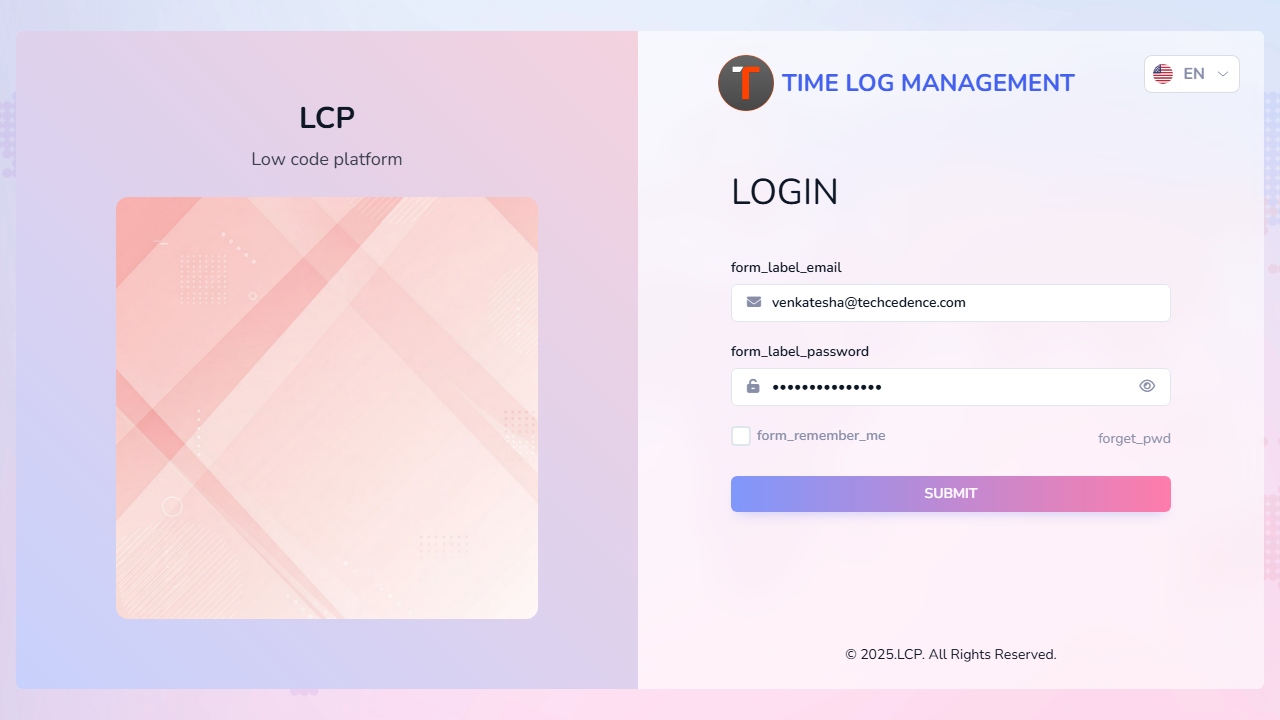 LCP
Low code platform
T
TIME LOG MANAGEMENT
EN
LOGIN
form_label_email
venkatesha@techcedence.com
form_label_password
•••••••••••••••
form_remember_me
forget_pwd
SUBMIT
© 2025.LCP. All Rights Reserved.